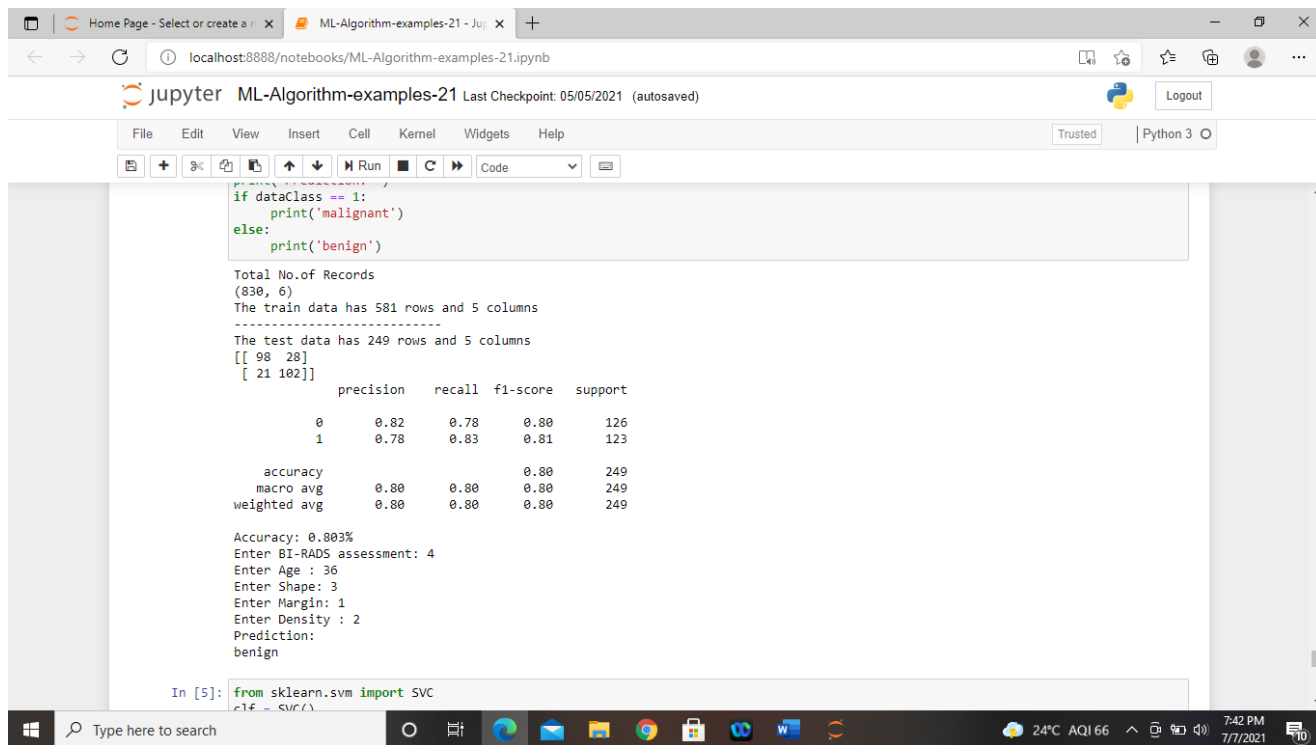 Home Page - Select or create a n
ML-Algorithm-examples-21 - Jup
localhost:8888/notebooks/ML-Algorithm-examples-21.ipynb
jupyter ML-Algorithm-examples-21 Last Checkpoint: 05/05/2021 (autosaved)
Logout
File Edit View Insert Cell Kernel Widgets Help
Trusted Python 3
Run Code
if dataClass == 1:
print('malignant')
else:
print('benign')
Total No.of Records
(830, 6)
The train data has 581 rows and 5 columns
----------------------------
The test data has 249 rows and 5 columns
[[ 98 28]
[ 21 102]]
precision recall f1-score support
0 0.82 0.78 0.80 126
1 0.78 0.83 0.81 123
accuracy 0.80 249
macro avg 0.80 0.80 0.80 249
weighted avg 0.80 0.80 0.80 249
Accuracy: 0.803%
Enter BI-RADS assessment: 4
Enter Age : 36
Enter Shape: 3
Enter Margin: 1
Enter Density : 2
Prediction:
benign
In [5]: from sklearn.svm import SVC
clf = SVC()
Type here to search
24°C AQI 66
7:42 PM
7/7/2021
10